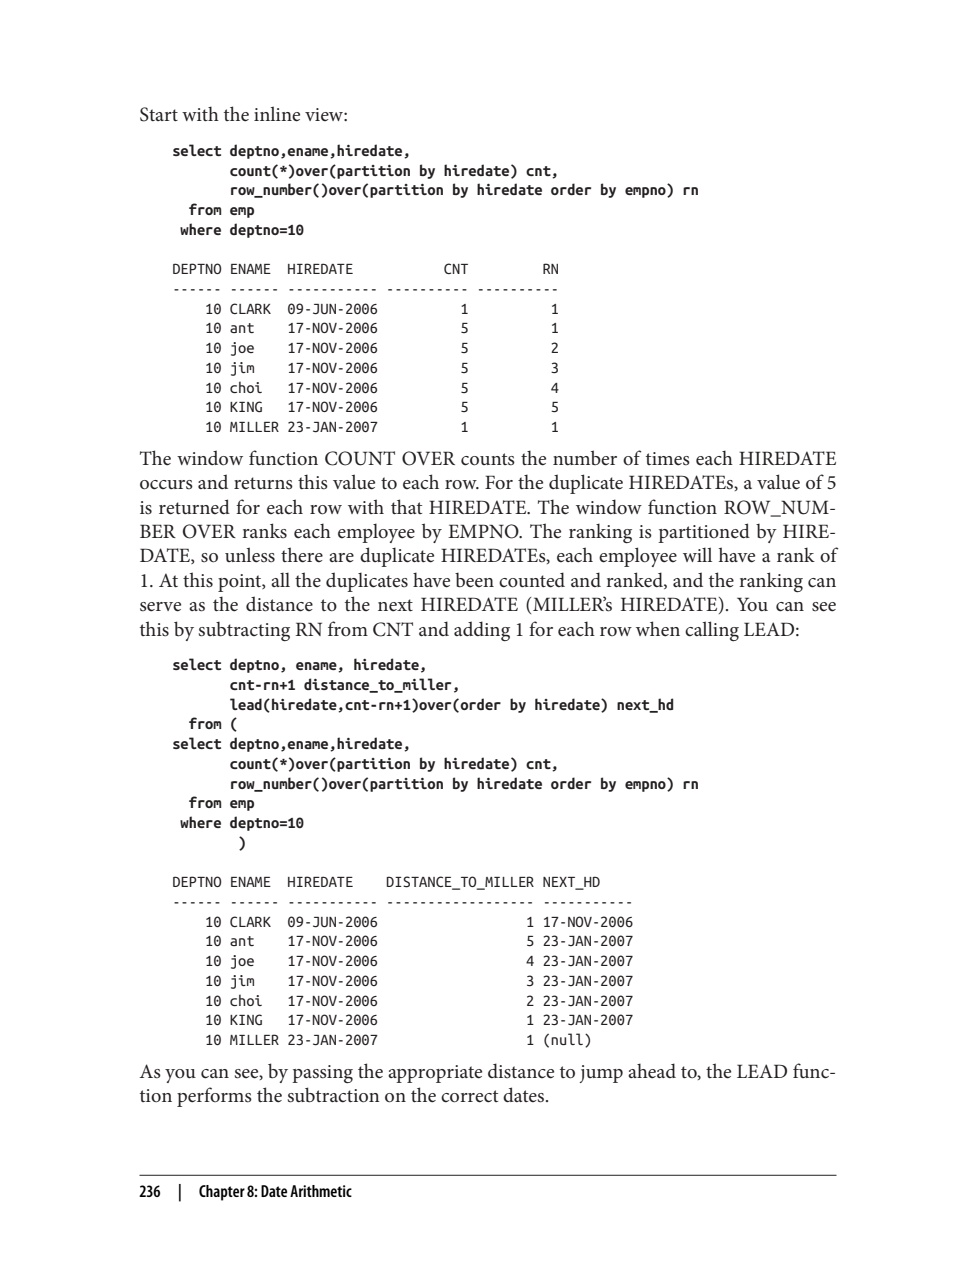 Start with the inline view:
select deptno,ename,hiredate,
       count(*)over(partition by hiredate) cnt,
       row_number()over(partition by hiredate order by empno) rn
  from emp
 where deptno=10
DEPTNO ENAME  HIREDATE           CNT         RN
------ ------ ----------- ---------- ----------
    10 CLARK  09-JUN-2006          1          1
    10 ant    17-NOV-2006          5          1
    10 joe    17-NOV-2006          5          2
    10 jim    17-NOV-2006          5          3
    10 choi   17-NOV-2006          5          4
    10 KING   17-NOV-2006          5          5
    10 MILLER 23-JAN-2007          1          1
The window function COUNT OVER counts the number of times each HIREDATE
occurs and returns this value to each row. For the duplicate HIREDATEs, a value of 5
is returned for each row with that HIREDATE. The window function ROW_NUM-
BER OVER ranks each employee by EMPNO. The ranking is partitioned by HIRE-
DATE, so unless there are duplicate HIREDATEs, each employee will have a rank of
1. At this point, all the duplicates have been counted and ranked, and the ranking can
serve as the distance to the next HIREDATE (MILLER’s HIREDATE). You can see
this by subtracting RN from CNT and adding 1 for each row when calling LEAD:
select deptno, ename, hiredate,
       cnt-rn+1 distance_to_miller,
       lead(hiredate,cnt-rn+1)over(order by hiredate) next_hd
  from (
select deptno,ename,hiredate,
       count(*)over(partition by hiredate) cnt,
       row_number()over(partition by hiredate order by empno) rn
  from emp
 where deptno=10
        )
DEPTNO ENAME  HIREDATE    DISTANCE_TO_MILLER NEXT_HD
------ ------ ----------- ------------------ -----------
    10 CLARK  09-JUN-2006                  1 17-NOV-2006
    10 ant    17-NOV-2006                  5 23-JAN-2007
    10 joe    17-NOV-2006                  4 23-JAN-2007
    10 jim    17-NOV-2006                  3 23-JAN-2007
    10 choi   17-NOV-2006                  2 23-JAN-2007
    10 KING   17-NOV-2006                  1 23-JAN-2007
    10 MILLER 23-JAN-2007                  1 (null)
As you can see, by passing the appropriate distance to jump ahead to, the LEAD func-
tion performs the subtraction on the correct dates.
236 | Chapter 8: Date Arithmetic